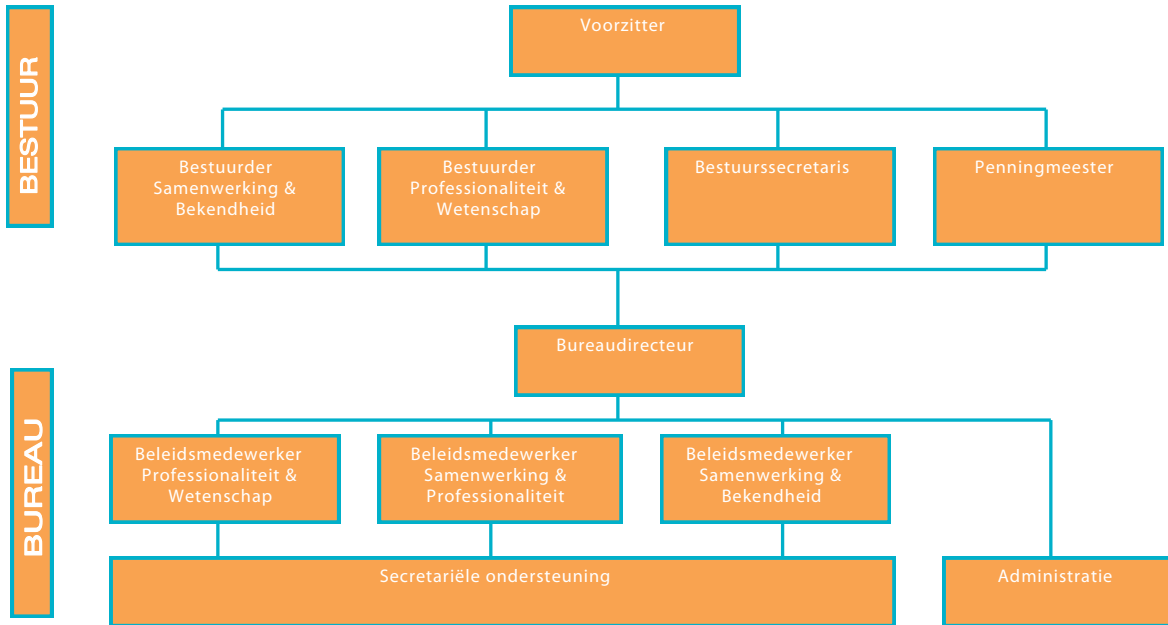 BESTUUR
Voorzitter
Bestuurder
Samenwerking &
Bekendheid
Bestuurder
Professionaliteit &
Wetenschap
Bestuurssecretaris
Penningmeester
BUREAU
Bureaudirecteur
Beleidsmedewerker
Professionaliteit &
Wetenschap
Beleidsmedewerker
Samenwerking &
Professionaliteit
Beleidsmedewerker
Samenwerking &
Bekendheid
Secretariële ondersteuning
Administratie